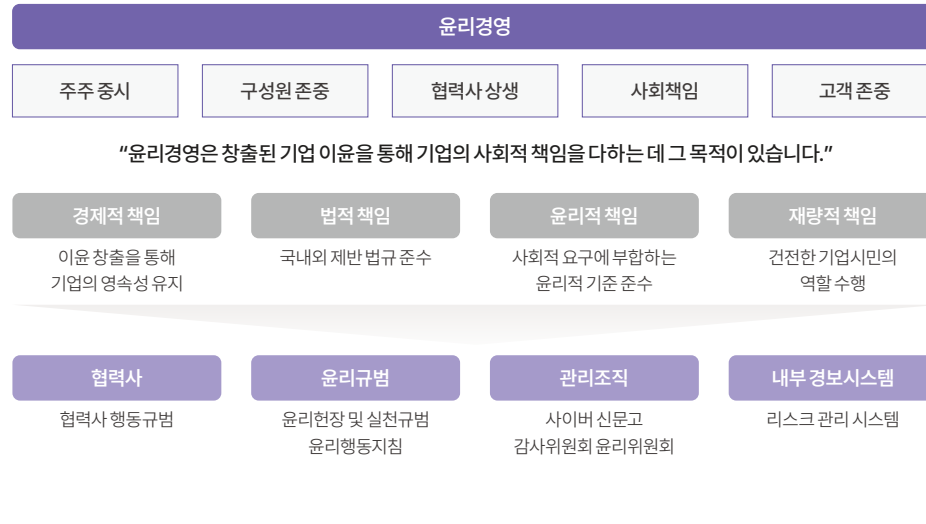 윤리경영
주주 중시
구성원 존중
협력사 상생
사회책임
고객 존중
“윤리경영은 창출된 기업 이윤을 통해 기업의 사회적 책임을 다하는 데 그 목적이 있습니다.”
경제적 책임
이윤 창출을 통해
기업의 영속성 유지
법적 책임
국내외 제반 법규 준수
윤리적 책임
사회적 요구에 부합하는
윤리적 기준 준수
재량적 책임
건전한 기업시민의
역할 수행
협력사
협력사 행동규범
윤리규범
윤리헌장 및 실천규범
윤리행동지침
관리조직
사이버 신문고
감사위원회 윤리위원회
내부 경보시스템
리스크 관리 시스템